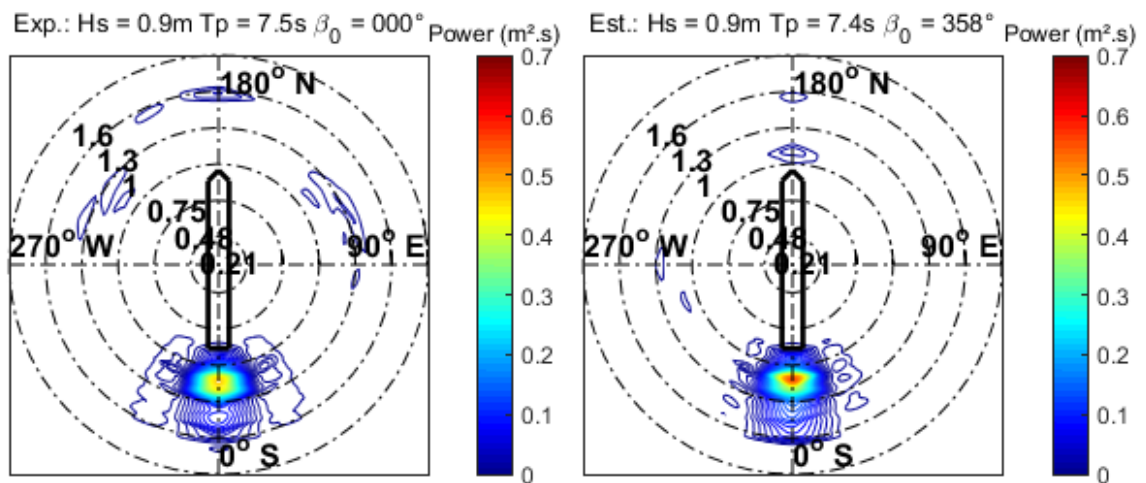 Exp.: Hs = 0.9m Tp = 7.5s β₀ = 000° Power (m².s)
180° N
1.6
1.3
1
0.75
0.48
0.21
270° W
90° E
0° S
0.7
0.6
0.5
0.4
0.3
0.2
0.1
0
Est.: Hs = 0.9m Tp = 7.4s β₀ = 358° Power (m².s)
180° N
1.6
1.3
1
0.75
0.48
0.21
270° W
90° E
0° S
0.7
0.6
0.5
0.4
0.3
0.2
0.1
0